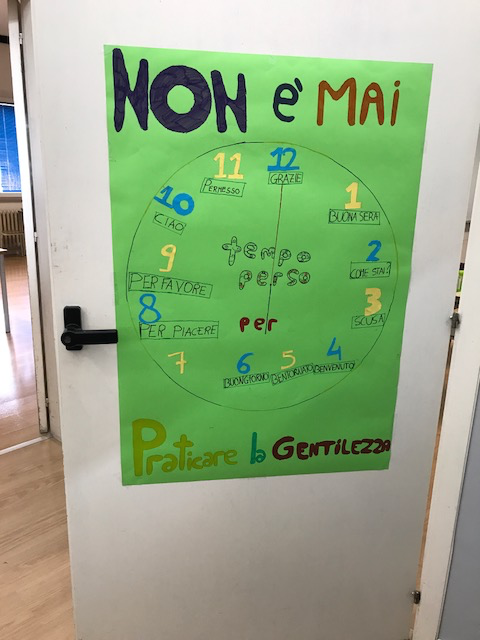 NON è MAI
12
GRAZIE
11
PERMESSO
1
BUONA SERA
10
CIAO
tempo
perso
9
PER FAVORE
2
COME STAI?
3
SCUSA
8
PER PIACERE
per
7
6
BUONGIORNO
5
BENTORNATO
4
BENVENUTO
Praticare la GENTILEZZA